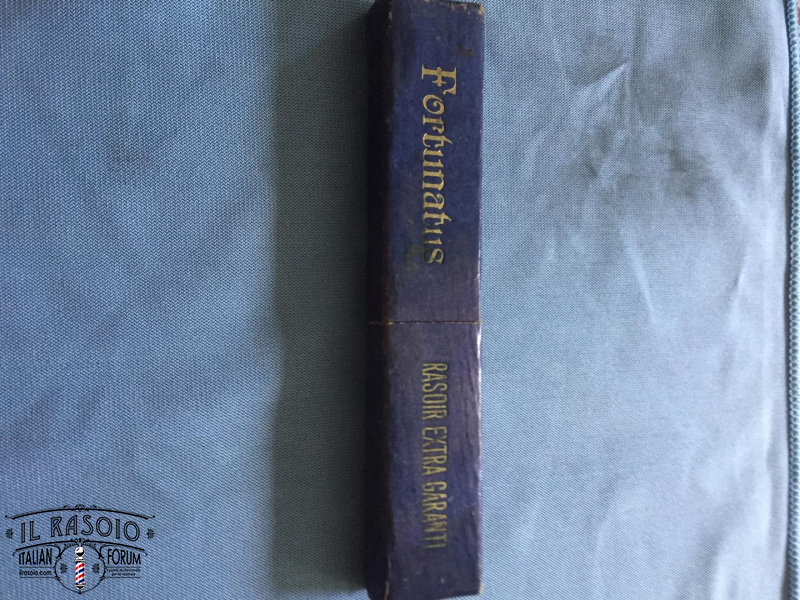 Fortunatus
RASOIR EXTRA GARANTI
IL RASOIO
ITALIAN FORUM
ilrasoio.com